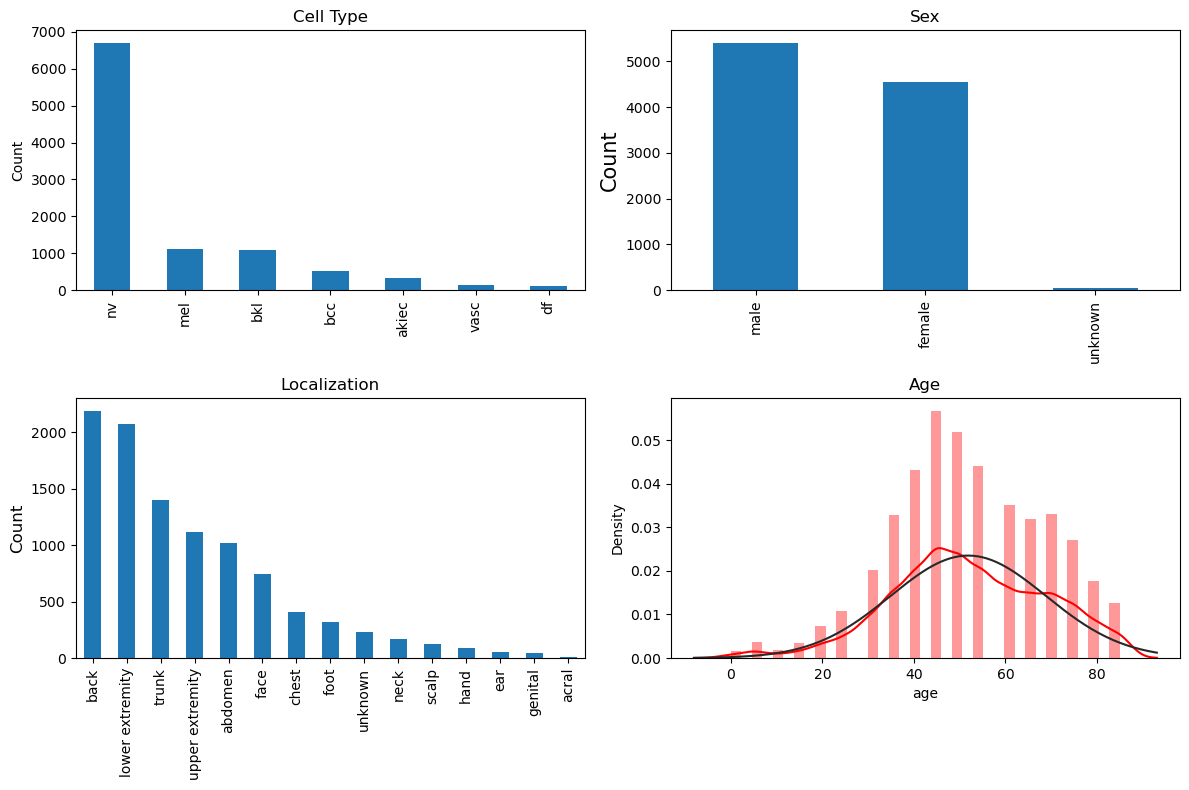 Cell Type
Count
7000
6000
5000
4000
3000
2000
1000
0
nv
mel
bkl
bcc
akiec
vasc
df
Sex
Count
5000
4000
3000
2000
1000
0
male
female
unknown
Localization
Count
2000
1500
1000
500
0
back
lower extremity
trunk
upper extremity
abdomen
face
chest
foot
unknown
neck
scalp
hand
ear
genital
acral
Age
Density
0.05
0.04
0.03
0.02
0.01
0.00
0 20 40 60 80
age